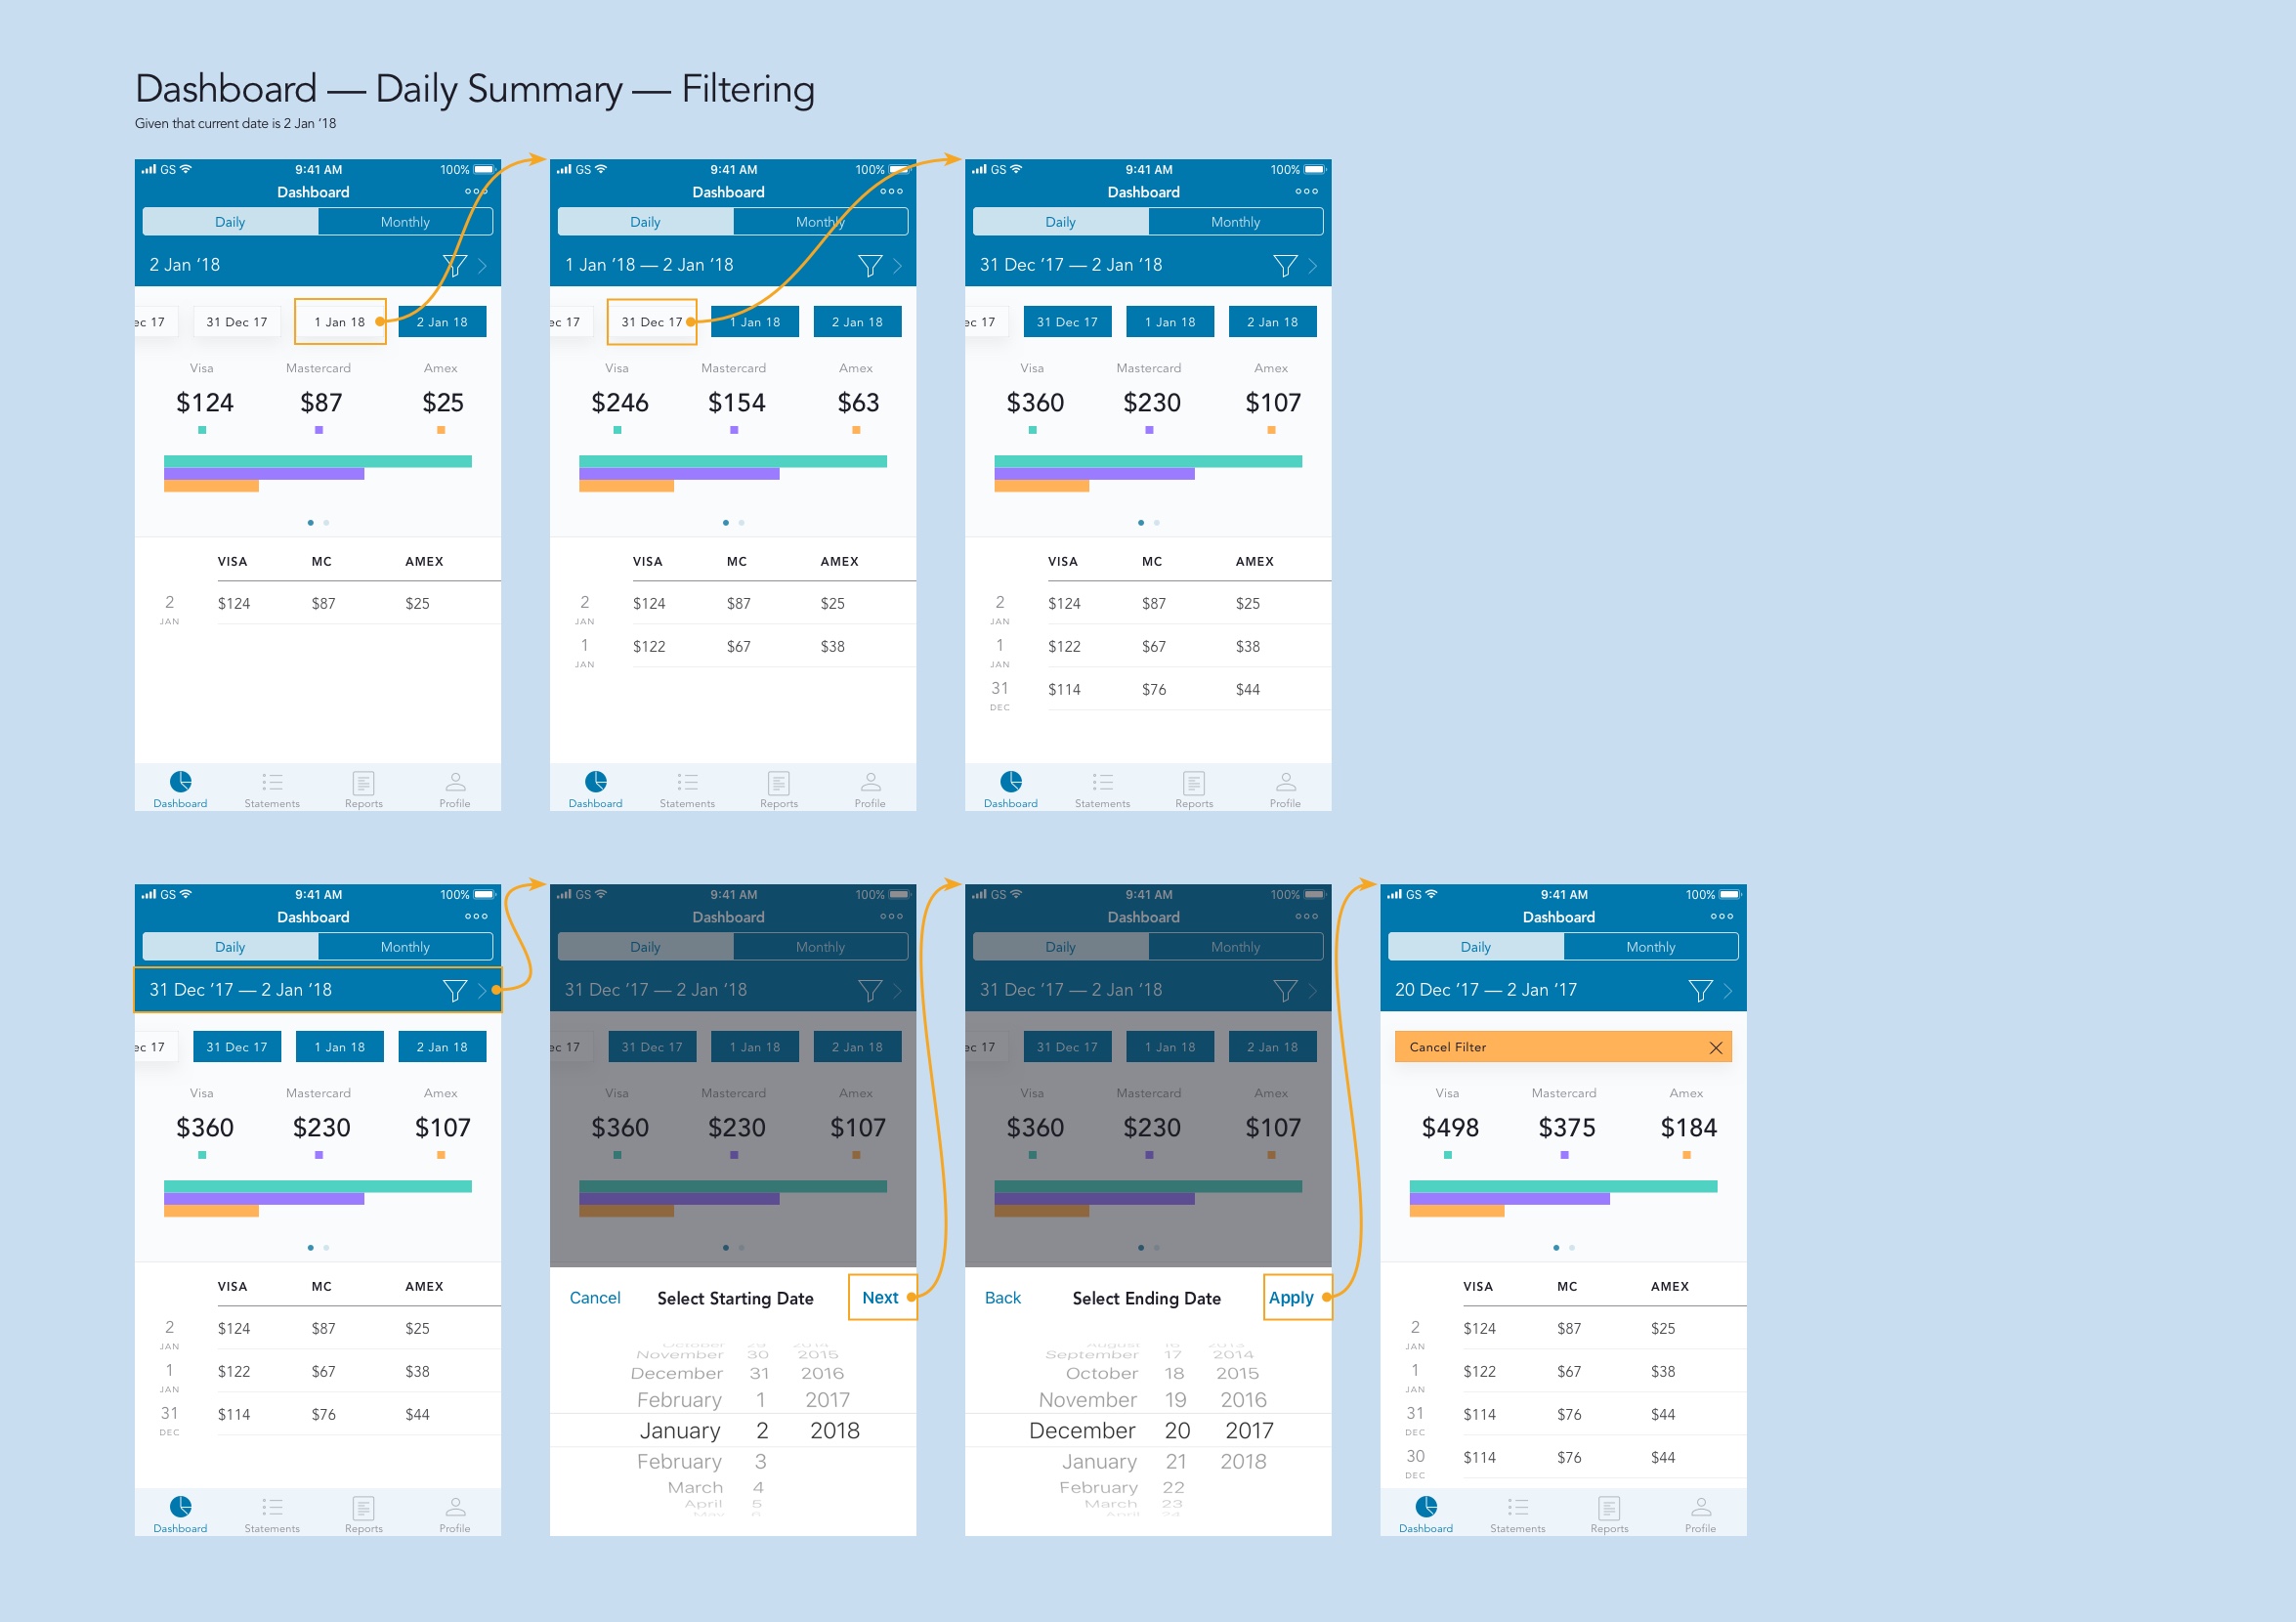 Dashboard — Daily Summary — Filtering
Given that current date is 2 Jan ‘18
GS 9:41 AM 100%
Dashboard
Daily Monthly
2 Jan ‘18
ec 17 31 Dec 17 1 Jan 18 2 Jan 18
Visa Mastercard Amex
$124 $87 $25
VISA MC AMEX
2 $124 $87 $25
JAN
Dashboard Statements Reports Profile
GS 9:41 AM 100%
Dashboard
Daily Monthly
1 Jan ‘18 — 2 Jan ‘18
ec 17 31 Dec 17 1 Jan 18 2 Jan 18
Visa Mastercard Amex
$246 $154 $63
VISA MC AMEX
2 $124 $87 $25
JAN
1 $122 $67 $38
JAN
Dashboard Statements Reports Profile
GS 9:41 AM 100%
Dashboard
Daily Monthly
31 Dec ‘17 — 2 Jan ‘18
ec 17 31 Dec 17 1 Jan 18 2 Jan 18
Visa Mastercard Amex
$360 $230 $107
VISA MC AMEX
2 $124 $87 $25
JAN
1 $122 $67 $38
JAN
31 $114 $76 $44
DEC
Dashboard Statements Reports Profile
GS 9:41 AM 100%
Dashboard
Daily Monthly
31 Dec ‘17 — 2 Jan ‘18
ec 17 31 Dec 17 1 Jan 18 2 Jan 18
Visa Mastercard Amex
$360 $230 $107
VISA MC AMEX
2 $124 $87 $25
JAN
1 $122 $67 $38
JAN
31 $114 $76 $44
DEC
Dashboard Statements Reports Profile
GS 9:41 AM 100%
Dashboard
Daily Monthly
31 Dec ‘17 — 2 Jan ‘18
ec 17 31 Dec 17 1 Jan 18 2 Jan 18
Visa Mastercard Amex
$360 $230 $107
Cancel Select Starting Date Next
October 29 2014
November 30 2015
December 31 2016
February 1 2017
January 2 2018
February 3
March 4
April 5
May 6
GS 9:41 AM 100%
Dashboard
Daily Monthly
31 Dec ‘17 — 2 Jan ‘18
ec 17 31 Dec 17 1 Jan 18 2 Jan 18
Visa Mastercard Amex
$360 $230 $107
Back Select Ending Date Apply
August 16 2013
September 17 2014
October 18 2015
November 19 2016
December 20 2017
January 21 2018
February 22
March 23
April 24
GS 9:41 AM 100%
Dashboard
Daily Monthly
20 Dec ‘17 — 2 Jan ‘17
Cancel Filter
Visa Mastercard Amex
$498 $375 $184
VISA MC AMEX
2 $124 $87 $25
JAN
1 $122 $67 $38
JAN
31 $114 $76 $44
DEC
30 $114 $76 $44
DEC
Dashboard Statements Reports Profile